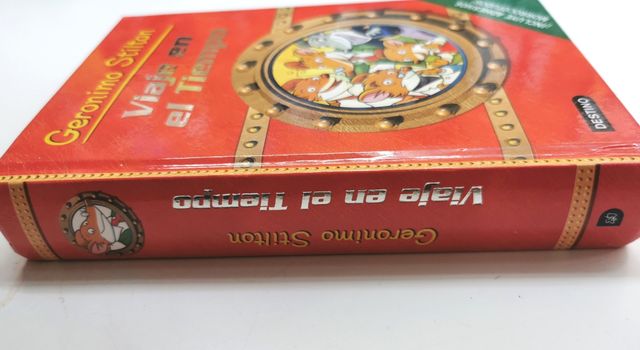 Geronimo Stilton
Viaje en
el Tiempo
DESTINO
Viaje en el Tiempo
Geronimo Stilton